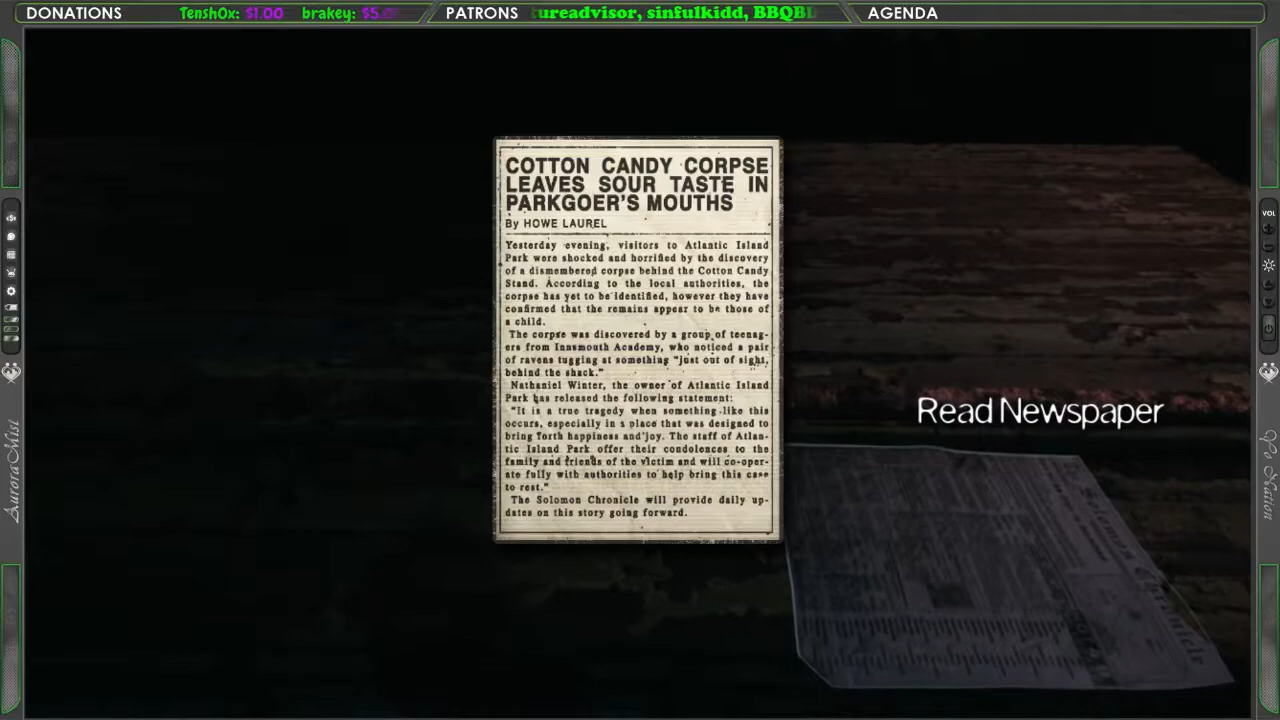 DONATIONS TenshOx: $1.00 brakey: $5.0 PATRONS ureadvisor, sinfulkidd, BBQB AGENDA
COTTON CANDY CORPSE
LEAVES SOUR TASTE IN
PARKGOER'S MOUTHS
By HOWE LAUREL
Yesterday evening, visitors to Atlantic Island
Park were shocked and horrified by the discovery
of a dismembered corpse behind the Cotton Candy
Stand. According to the local authorities, the
corpse has yet to be identified, however they have
confirmed that the remains appear to be those of
a child.
The corpse was discovered by a group of teenag-
ers from Innsmouth Academy, who noticed a pair
of ravens tugging at something "just out of sight,
behind the shack."
Nathaniel Winter, the owner of Atlantic Island
Park has released the following statement:
"It is a true tragedy when something like this
occurs, especially in a place that was designed to
bring forth happiness and joy. The staff of Atlan-
tic Island Park offer their condolences to the
family and friends of the victim and will co-oper-
ate fully with authorities to help bring this case
to rest."
The Solomon Chronicle will provide daily up-
dates on this story going forward.
Read Newspaper
VOL
AuroraMist
Yo Nation